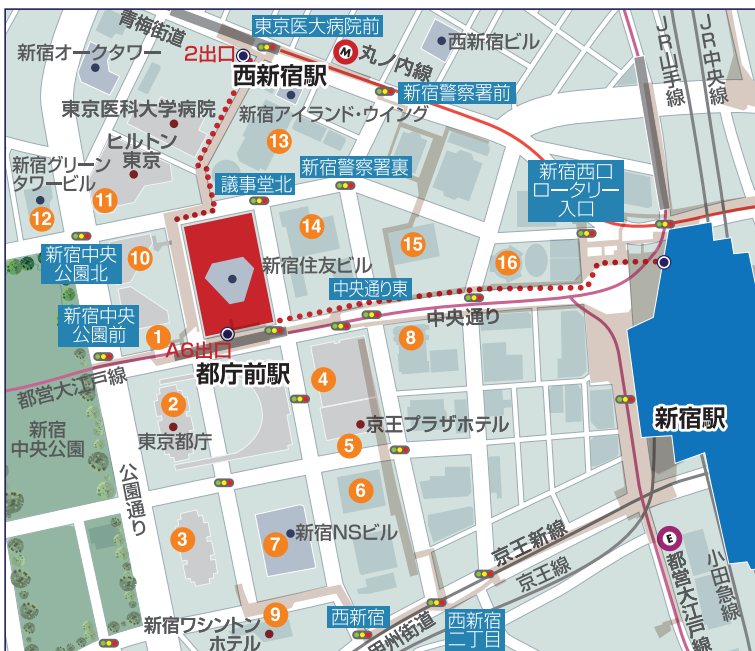 青梅街道
東京医大病院前
2出口
西新宿駅
M
丸ノ内線
西新宿ビル
JR山手線
JR中央線
新宿オークタワー
東京医科大学病院
新宿アイランド・ウイング
新宿警察署前
13
ヒルトン
東京
新宿グリーン
タワービル
11
12
議事堂北
新宿警察署裏
新宿西口
ロータリー
入口
新宿中央
公園北
10
14
15
16
新宿住友ビル
中央通り東
中央通り
新宿中央
公園前
1
A6出口
都庁前駅
8
都営大江戸線
2
4
東京都庁
新宿
中央公園
京王プラザホテル
5
新宿駅
公園通り
6
3
7
新宿NSビル
京王新線
京王線
E
都営大江戸線
小田急線
9
新宿ワシントン
ホテル
西新宿
甲州街道
西新宿
二丁目